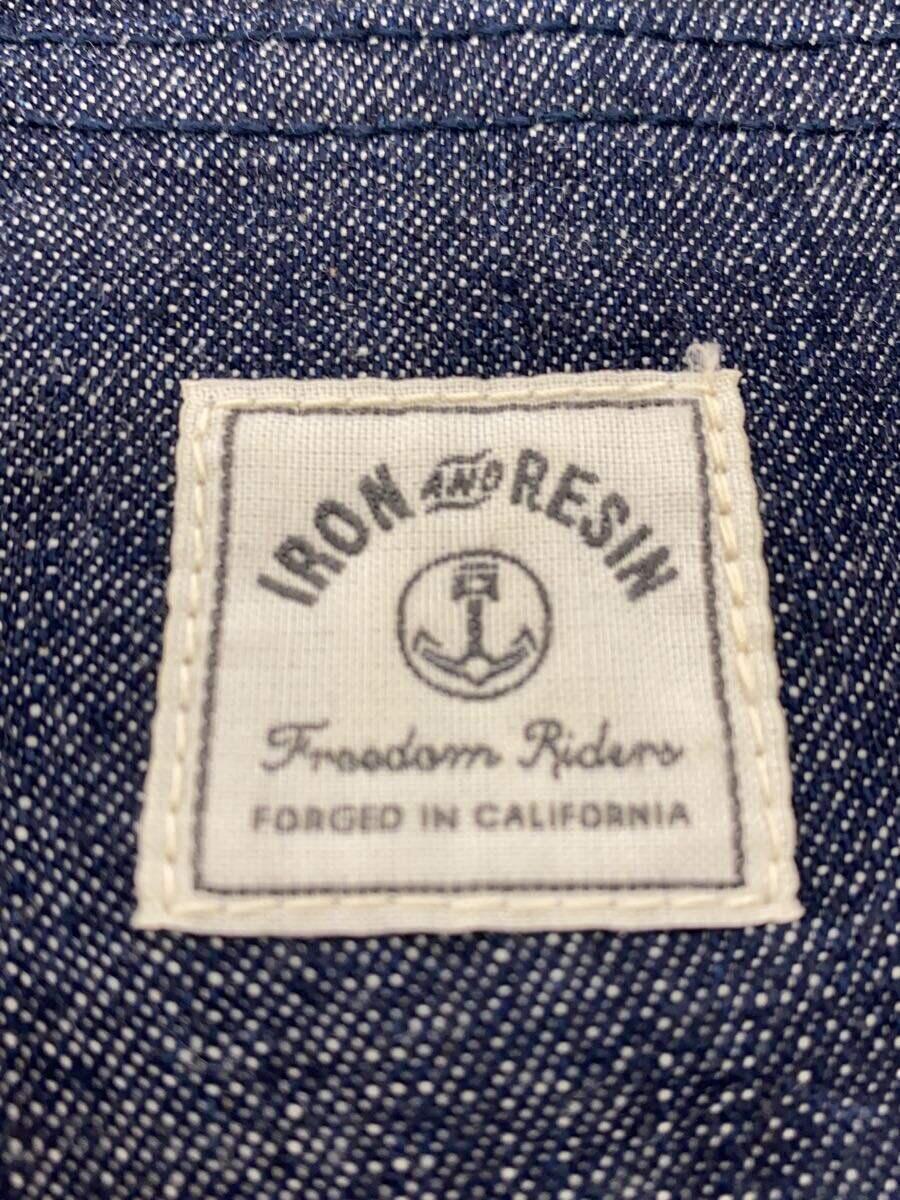 IRON AND RESIN
Freedom Riders
FORGED IN CALIFORNIA